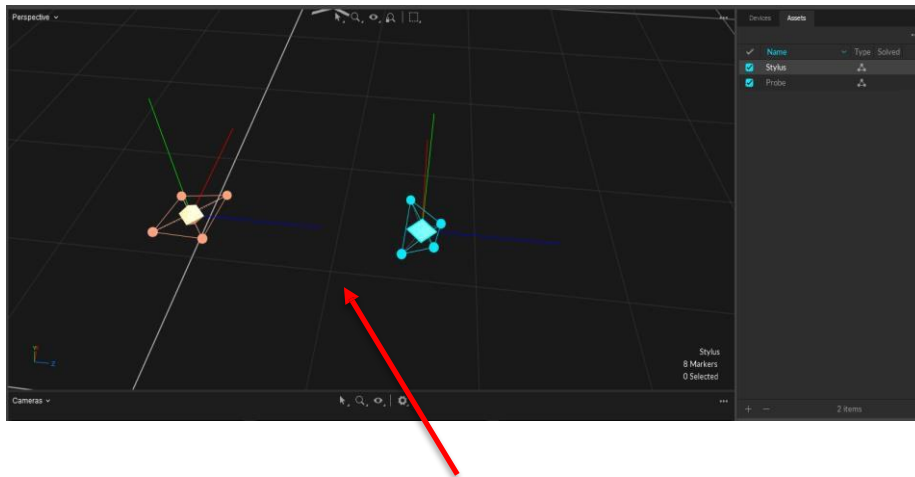 Perspective
Devices Assets
Name Type Solved
Stylus
Probe
Y
Z
Stylus
8 Markers
0 Selected
Cameras
2 items